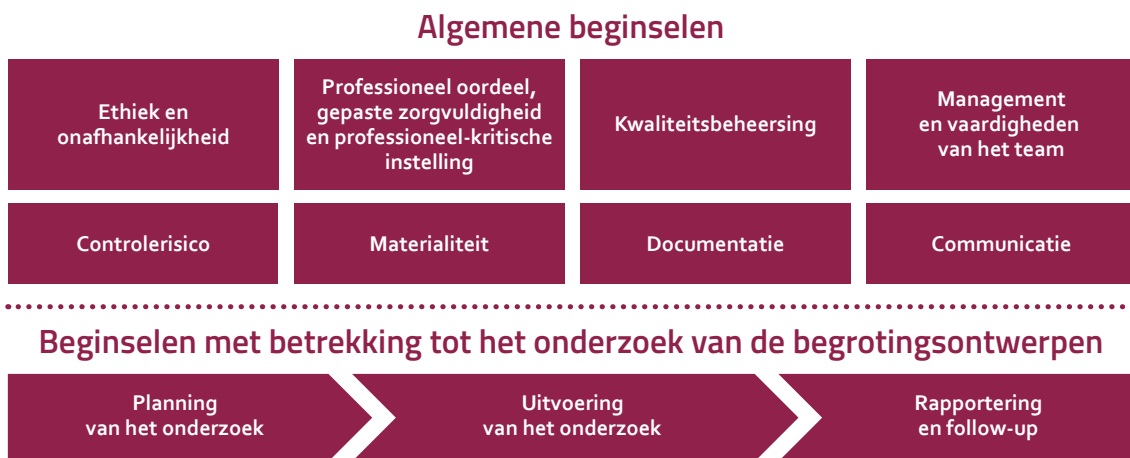 Algemene beginselen
Ethiek en
onafhankelijkheid
Professioneel oordeel,
gepaste zorgvuldigheid
en professioneel-kritische
instelling
Kwaliteitsbeheersing
Management
en vaardigheden
van het team
Controlerisico
Materialiteit
Documentatie
Communicatie
Beginselen met betrekking tot het onderzoek van de begrotingsontwerpen
Planning
van het onderzoek
Uitvoering
van het onderzoek
Rapportering
en follow-up